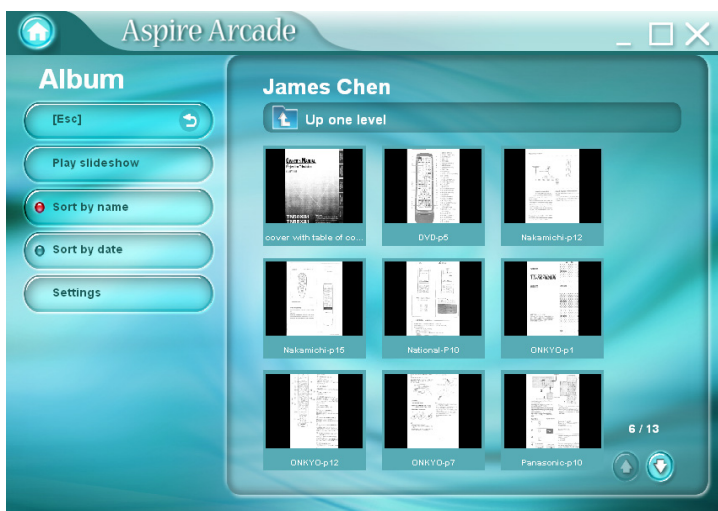 Aspire Arcade
Album
[Esc]
Play slideshow
Sort by name
Sort by date
Settings
James Chen
Up one level
cover with table of co...
DVD-p5
Nakamichi-p12
Nakamichi-p15
National-P10
ONKYO-p1
ONKYO-p12
ONKYO-p7
Panasonic-p10
6 / 13